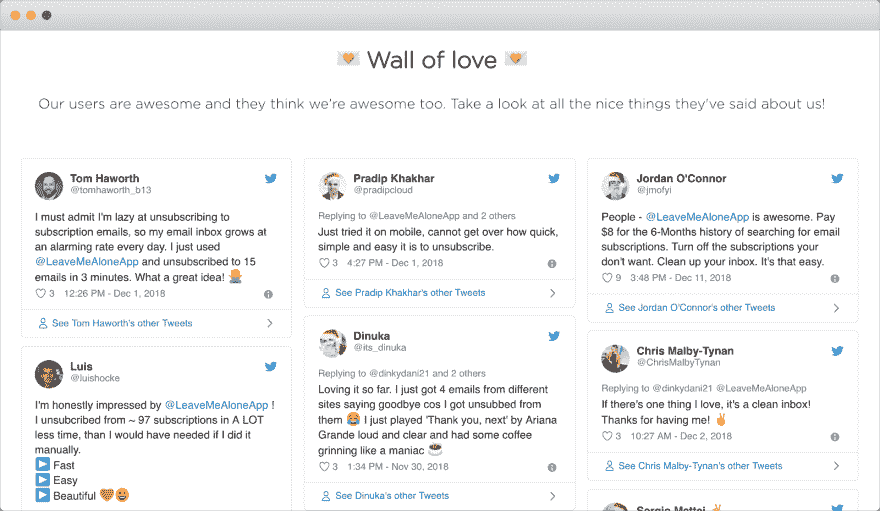 Wall of love
Our users are awesome and they think we're awesome too. Take a look at all the nice things they've said about us!
Tom Haworth
@tomhaworth_b13
I must admit I'm lazy at unsubscribing to
subscription emails, so my email inbox grows at
an alarming rate every day. I just used
@LeaveMeAloneApp and unsubscribed to 15
emails in 3 minutes. What a great idea!
3 12:26 PM - Dec 1, 2018
See Tom Haworth's other Tweets
Luis
@luishocke
I'm honestly impressed by @LeaveMeAloneApp !
I unsubcribed from ~ 97 subscriptions in A LOT
less time, than I would have needed if I did it
manually.
Fast
Easy
Beautiful
Pradip Khakhar
@pradipcloud
Replying to @LeaveMeAloneApp and 2 others
Just tried it on mobile, cannot get over how quick,
simple and easy it is to unsubscribe.
3 4:27 PM - Dec 1, 2018
See Pradip Khakhar's other Tweets
Dinuka
@its_dinuka
Replying to @dinkydani21 and 2 others
Loving it so far. I just got 4 emails from different
sites saying goodbye cos I got unsubbed from
them 😂 I just played 'Thank you, next' by Ariana
Grande loud and clear and had some coffee
grinning like a maniac ☕
3 1:34 PM - Nov 30, 2018
See Dinuka's other Tweets
Jordan O'Connor
@jmofyi
People - @LeaveMeAloneApp is awesome. Pay
$8 for the 6-Months history of searching for email
subscriptions. Turn off the subscriptions your
don't want. Clean up your inbox. It's that easy.
9 3:48 PM - Dec 11, 2018
See Jordan O'Connor's other Tweets
Chris Malby-Tynan
@ChrisMalbyTynan
Replying to @dinkydani21 @LeaveMeAloneApp
If there's one thing I love, it's a clean inbox!
Thanks for having me! ✌
3 10:27 AM - Dec 2, 2018
See Chris Malby-Tynan's other Tweets
Sergio Mattei